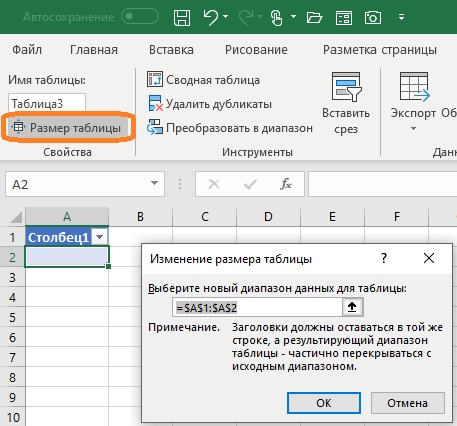 Автосохранение
Файл Главная Вставка Рисование Разметка страницы
Имя таблицы:
Таблица3
Размер таблицы
Свойства
Сводная таблица
Удалить дубликаты
Преобразовать в диапазон
Инструменты
Вставить
срез
Экспорт Об
Дан
A2 fx
A B C D E F
1 Столбец1
2
3
4
5
6
7
8
9
10
Изменение размера таблицы
Выберите новый диапазон данных для таблицы:
=$A$1:$A$2
Примечание. Заголовки должны оставаться в той же
строке, а результирующий диапазон
таблицы - частично перекрываться с
исходным диапазоном.
ОК Отмена